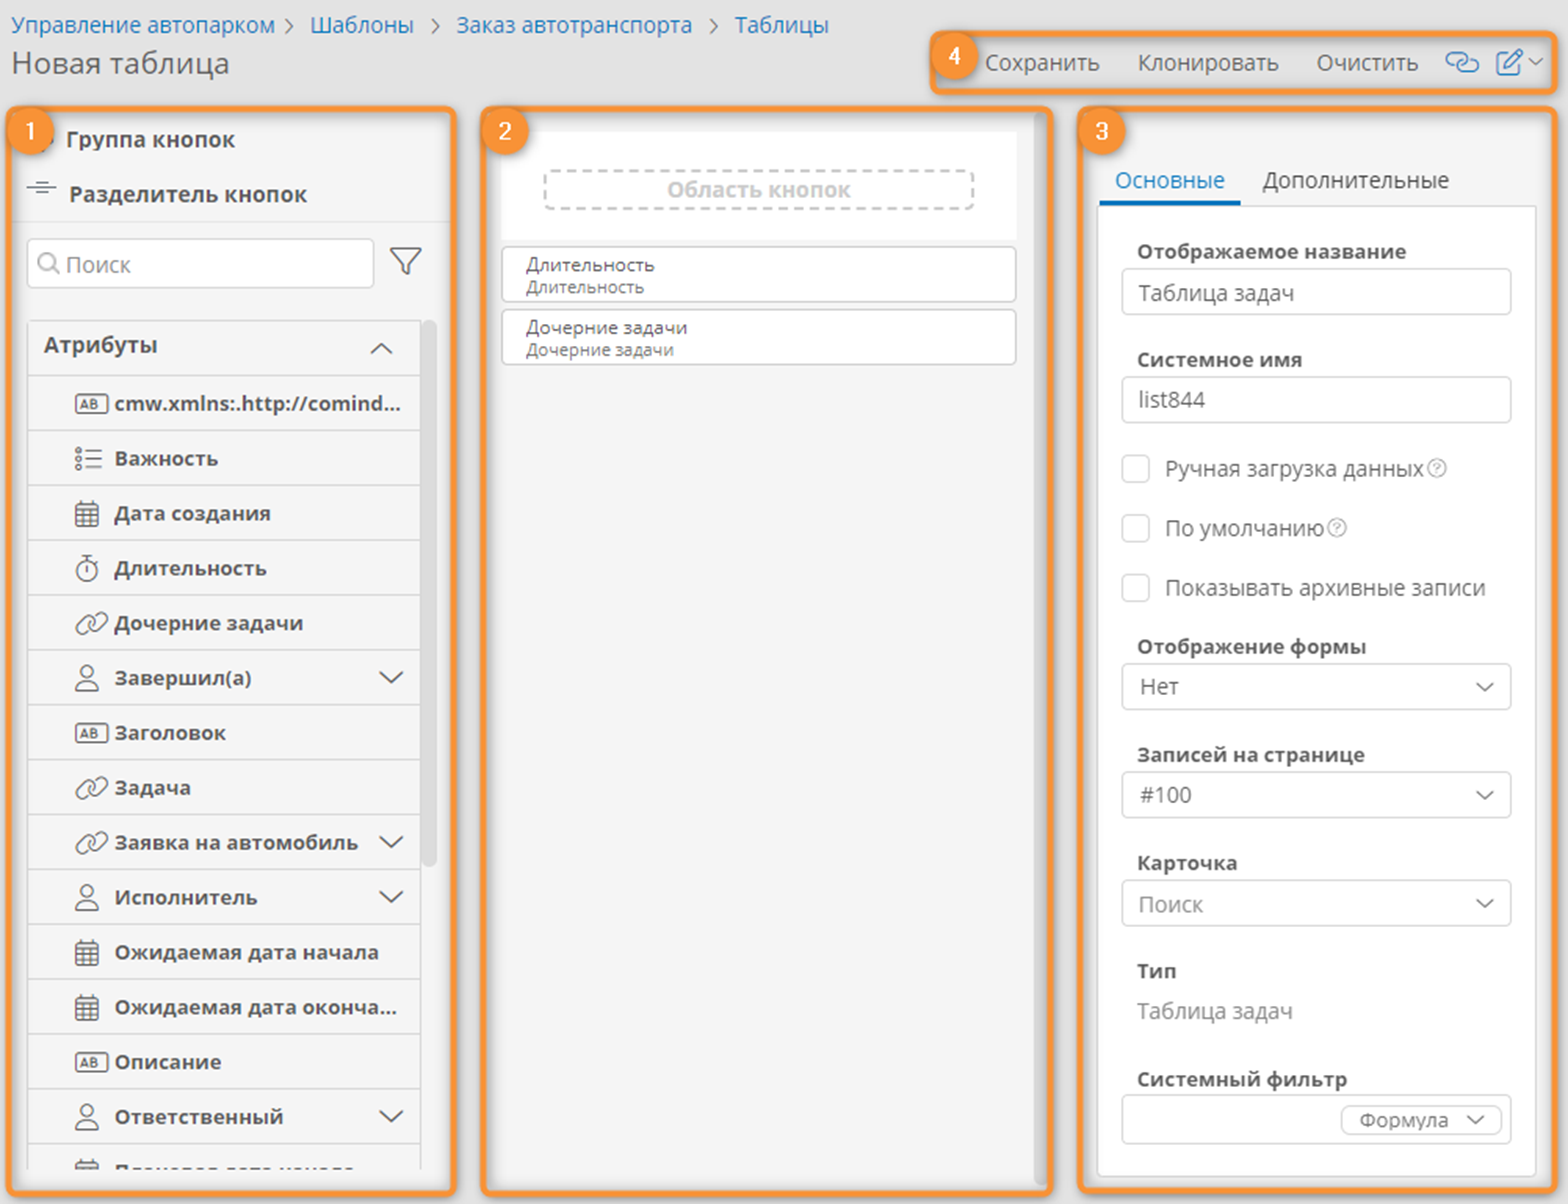 Управление автопарком > Шаблоны > Заказ автотранспорта > Таблицы
Новая таблица
4 Сохранить Клонировать Очистить
1 Группа кнопок
Разделитель кнопок
Поиск
Атрибуты
AB cmw.xmlns:.http://comind...
Важность
Дата создания
Длительность
Дочерние задачи
Завершил(а)
AB Заголовок
Задача
Заявка на автомобиль
Исполнитель
Ожидаемая дата начала
Ожидаемая дата оконча...
AB Описание
Ответственный
2
Область кнопок
Длительность
Длительность
Дочерние задачи
Дочерние задачи
3
Основные Дополнительные
Отображаемое название
Таблица задач
Системное имя
list844
Ручная загрузка данных ?
По умолчанию ?
Показывать архивные записи
Отображение формы
Нет
Записей на странице
#100
Карточка
Поиск
Тип
Таблица задач
Системный фильтр
Формула